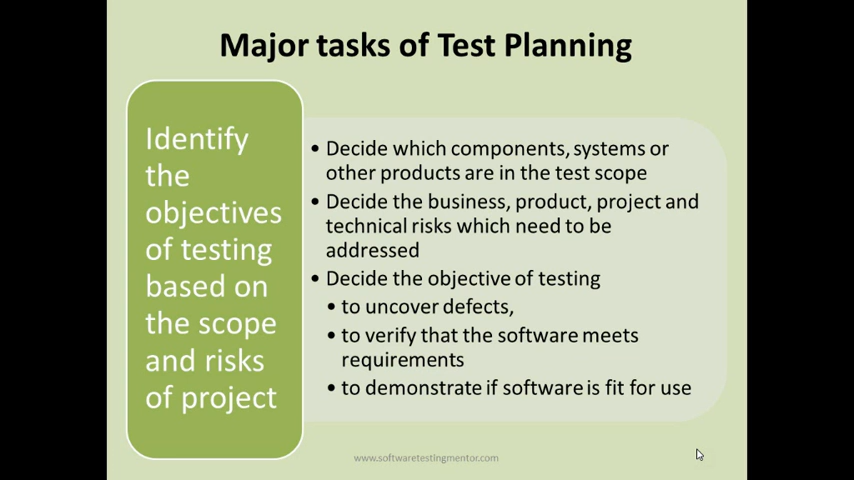 Major tasks of Test Planning
Identify
the
objectives
of testing
based on
the scope
and risks
of project
• Decide which components, systems or
other products are in the test scope
• Decide the business, product, project and
technical risks which need to be
addressed
• Decide the objective of testing
• to uncover defects,
• to verify that the software meets
requirements
• to demonstrate if software is fit for use
www.softwaretestingmentor.com